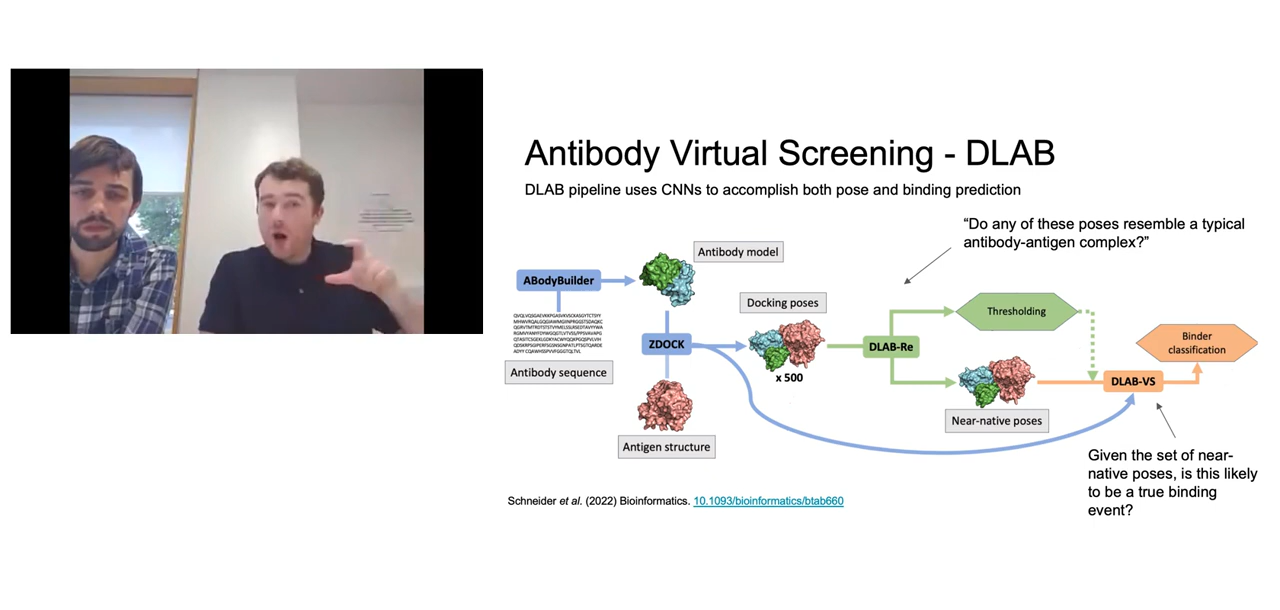 Antibody Virtual Screening - DLAB
DLAB pipeline uses CNNs to accomplish both pose and binding prediction
“Do any of these poses resemble a typical
antibody-antigen complex?”
Antibody model
ABodyBuilder
Docking poses
Thresholding
Binder
classification
ZDOCK
DLAB-Re
x 500
Antibody sequence
DLAB-VS
Near-native poses
Antigen structure
Given the set of near-
native poses, is this likely
to be a true binding
event?
Schneider et al. (2022) Bioinformatics. 10.1093/bioinformatics/btab660